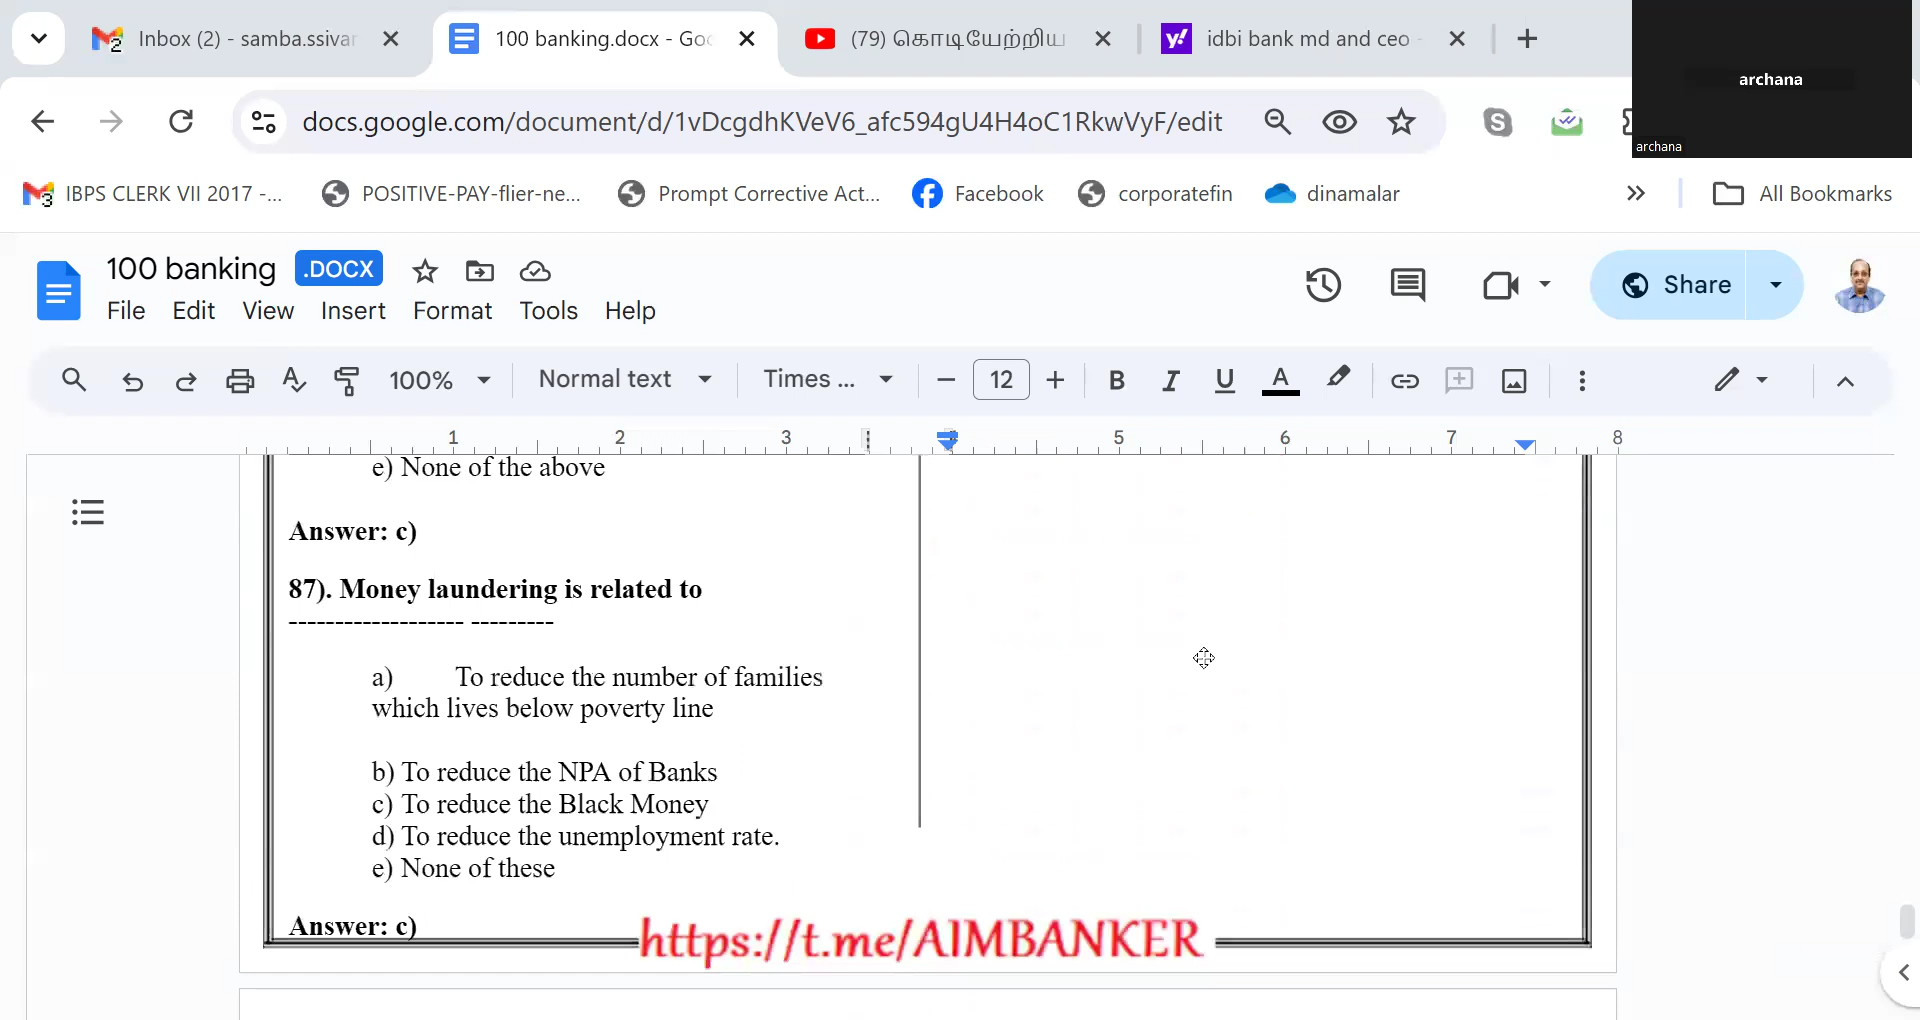 Inbox (2) - samba.ssivar
100 banking.docx - Goo
(79) கொடியேற்றிய
idbi bank md and ceo -
archana
archana
docs.google.com/document/d/1vDcgdhKVeV6_afc594gU4H4oC1RkwVyF/edit
IBPS CLERK VII 2017 -...
POSITIVE-PAY-flier-ne...
Prompt Corrective Act...
Facebook
corporatefin
dinamalar
All Bookmarks
100 banking
.DOCX
Share
File Edit View Insert Format Tools Help
100%
Normal text
Times ...
12
B I U A
1 2 3 4 5 6 7 8
e) None of the above
Answer: c)
87). Money laundering is related to
------------------- ---------
a) To reduce the number of families
which lives below poverty line
b) To reduce the NPA of Banks
c) To reduce the Black Money
d) To reduce the unemployment rate.
e) None of these
Answer: c)
https://t.me/AIMBANKER